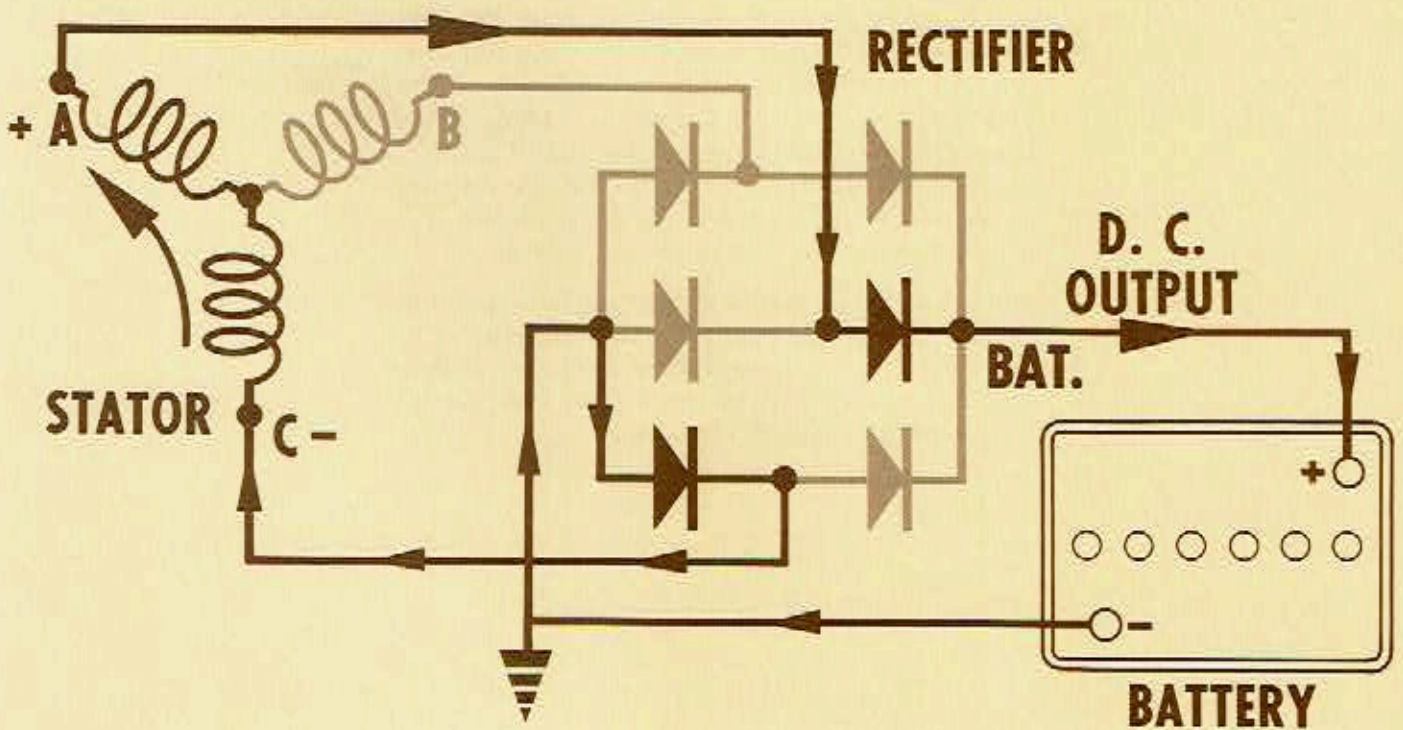 RECTIFIER
+ A
B
D. C.
OUTPUT
BAT.
STATOR
C -
+
-
BATTERY